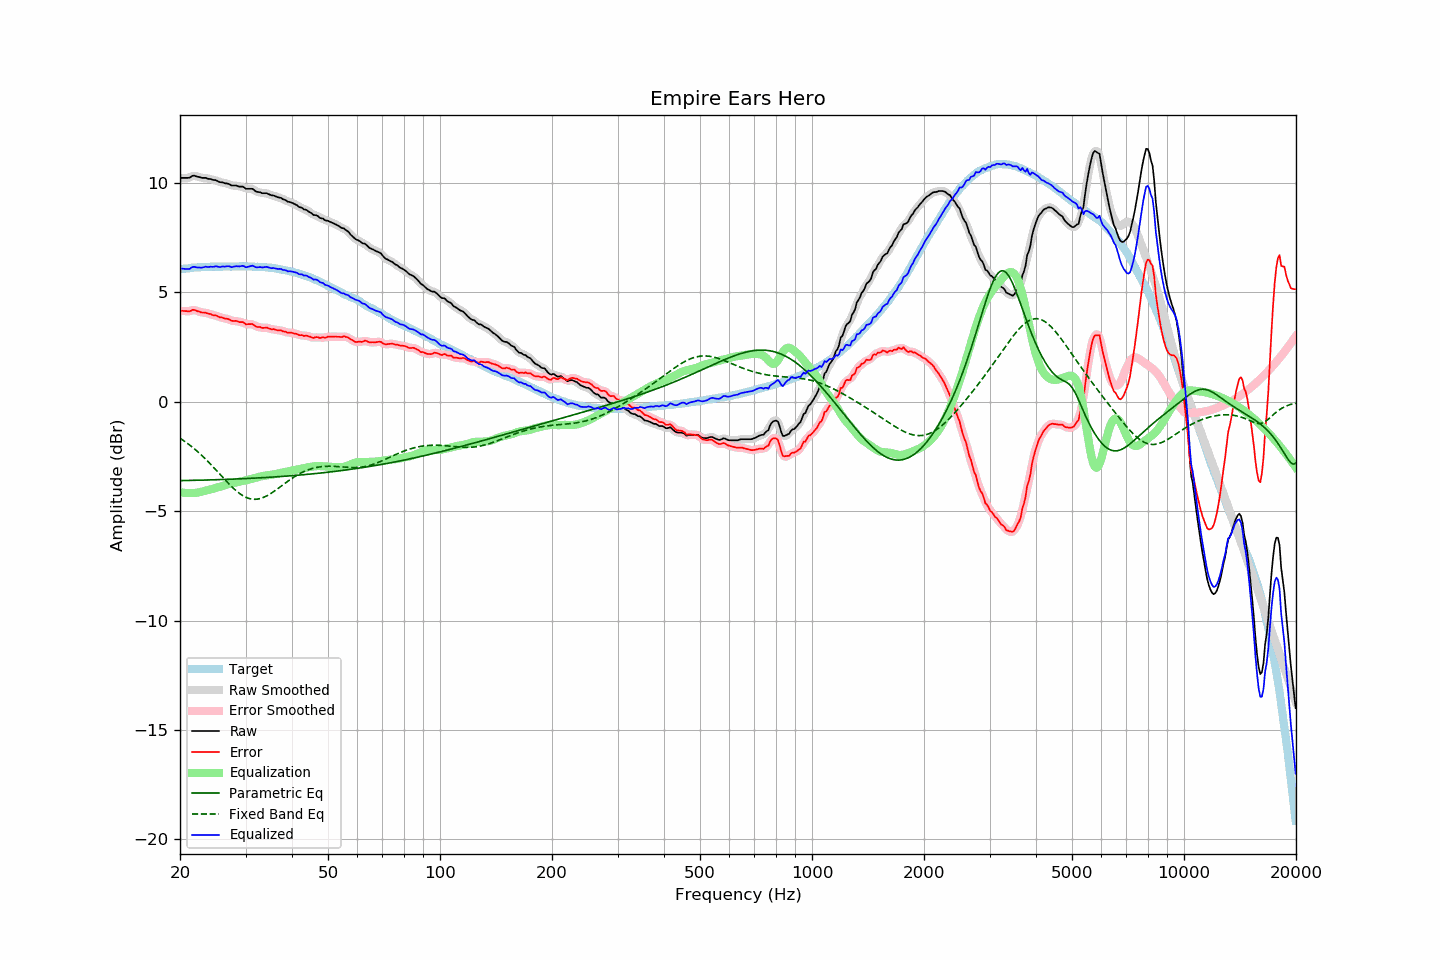 Empire Ears Hero
Amplitude (dBr)
10
5
0
−5
−10
−15
−20
Target
Raw Smoothed
Error Smoothed
Raw
Error
Equalization
Parametric Eq
Fixed Band Eq
Equalized
20 50 100 200 500 1000 2000 5000 10000 20000
Frequency (Hz)